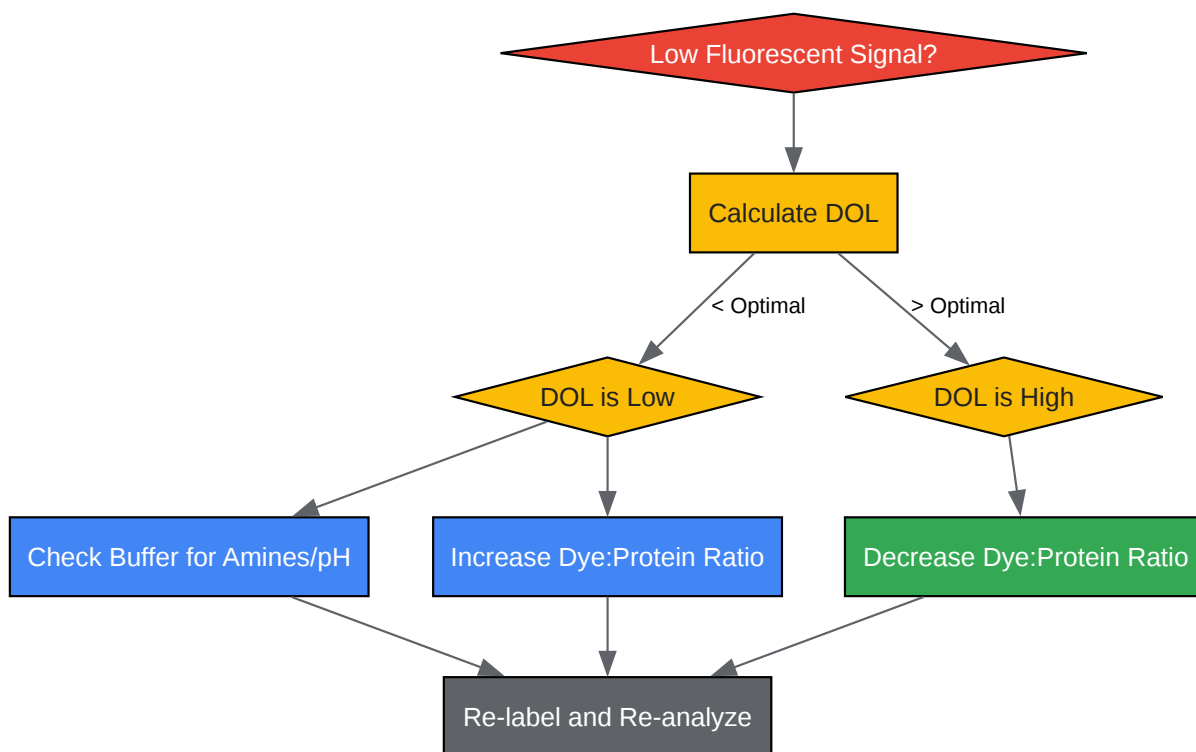 Low Fluorescent Signal?
Calculate DOL
< Optimal
> Optimal
DOL is Low
DOL is High
Check Buffer for Amines/pH
Increase Dye:Protein Ratio
Decrease Dye:Protein Ratio
Re-label and Re-analyze